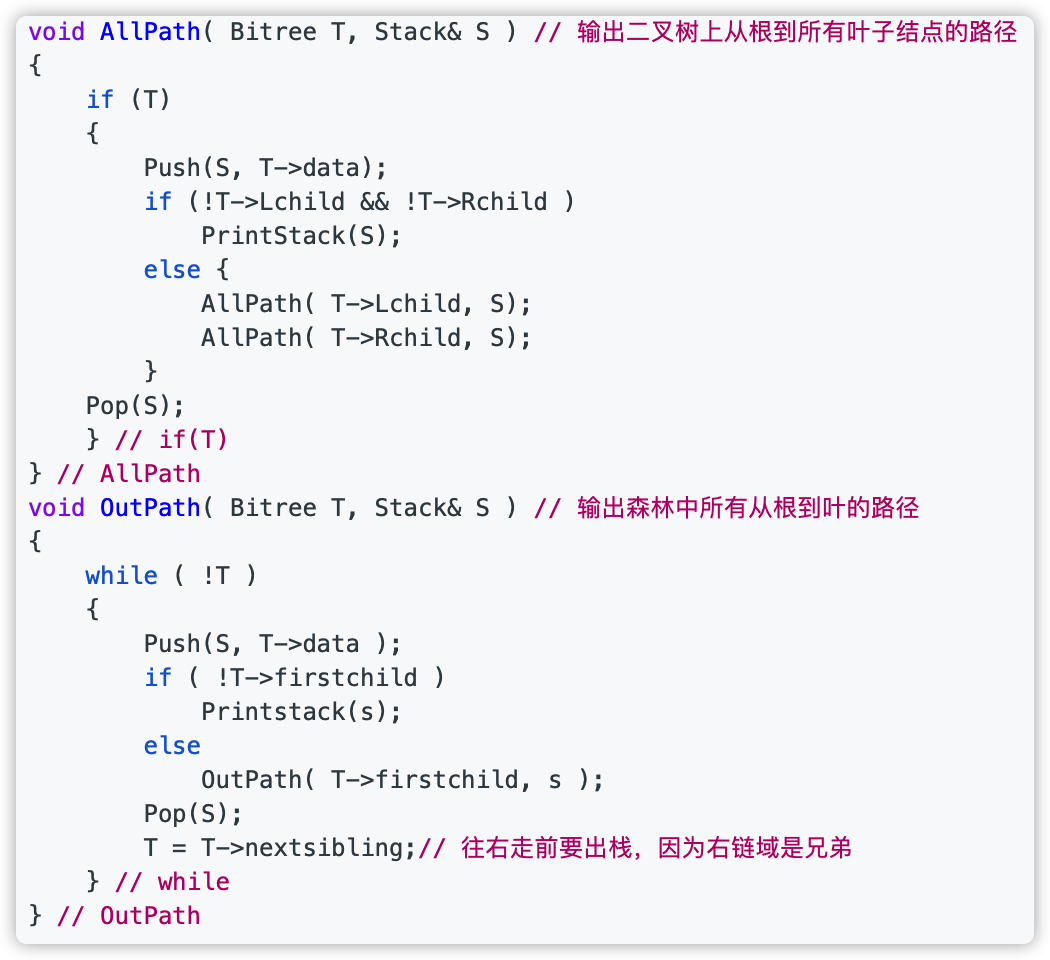 void AllPath( Bitree T, Stack& S ) // 输出二叉树上从根到所有叶子结点的路径
{
    if (T)
    {
        Push(S, T->data);
        if (!T->Lchild && !T->Rchild )
            PrintStack(S);
        else {
            AllPath( T->Lchild, S);
            AllPath( T->Rchild, S);
        }
    Pop(S);
    } // if(T)
} // AllPath
void OutPath( Bitree T, Stack& S ) // 输出森林中所有从根到叶的路径
{
    while ( !T )
    {
        Push(S, T->data );
        if ( !T->firstchild )
            Printstack(s);
        else
            OutPath( T->firstchild, s );
        Pop(S);
        T = T->nextsibling;// 往右走前要出栈，因为右链域是兄弟
    } // while
} // OutPath